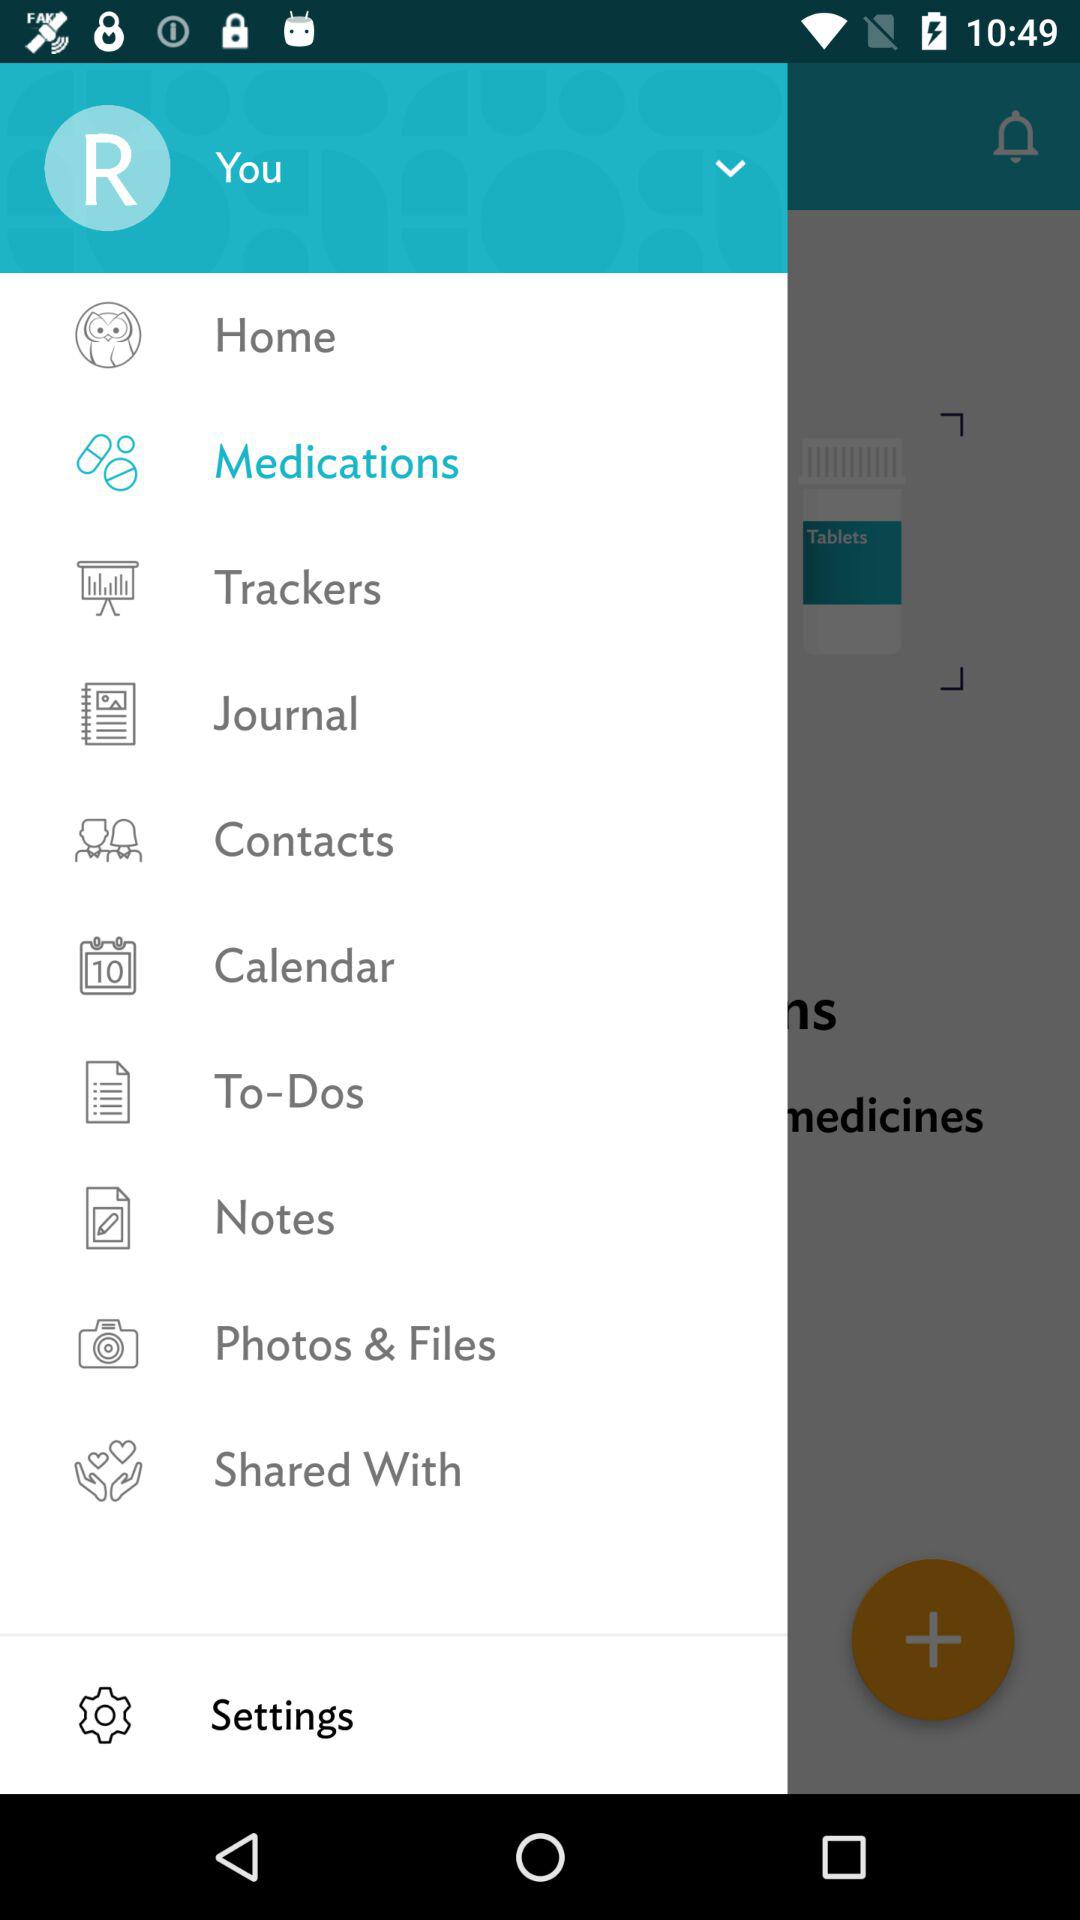 FAKE 10:49
R You
Home
Medications
Tablets
Trackers
Journal
Contacts
10 Calendar
ns
To-Dos
medicines
Notes
Photos & Files
Shared With
Settings